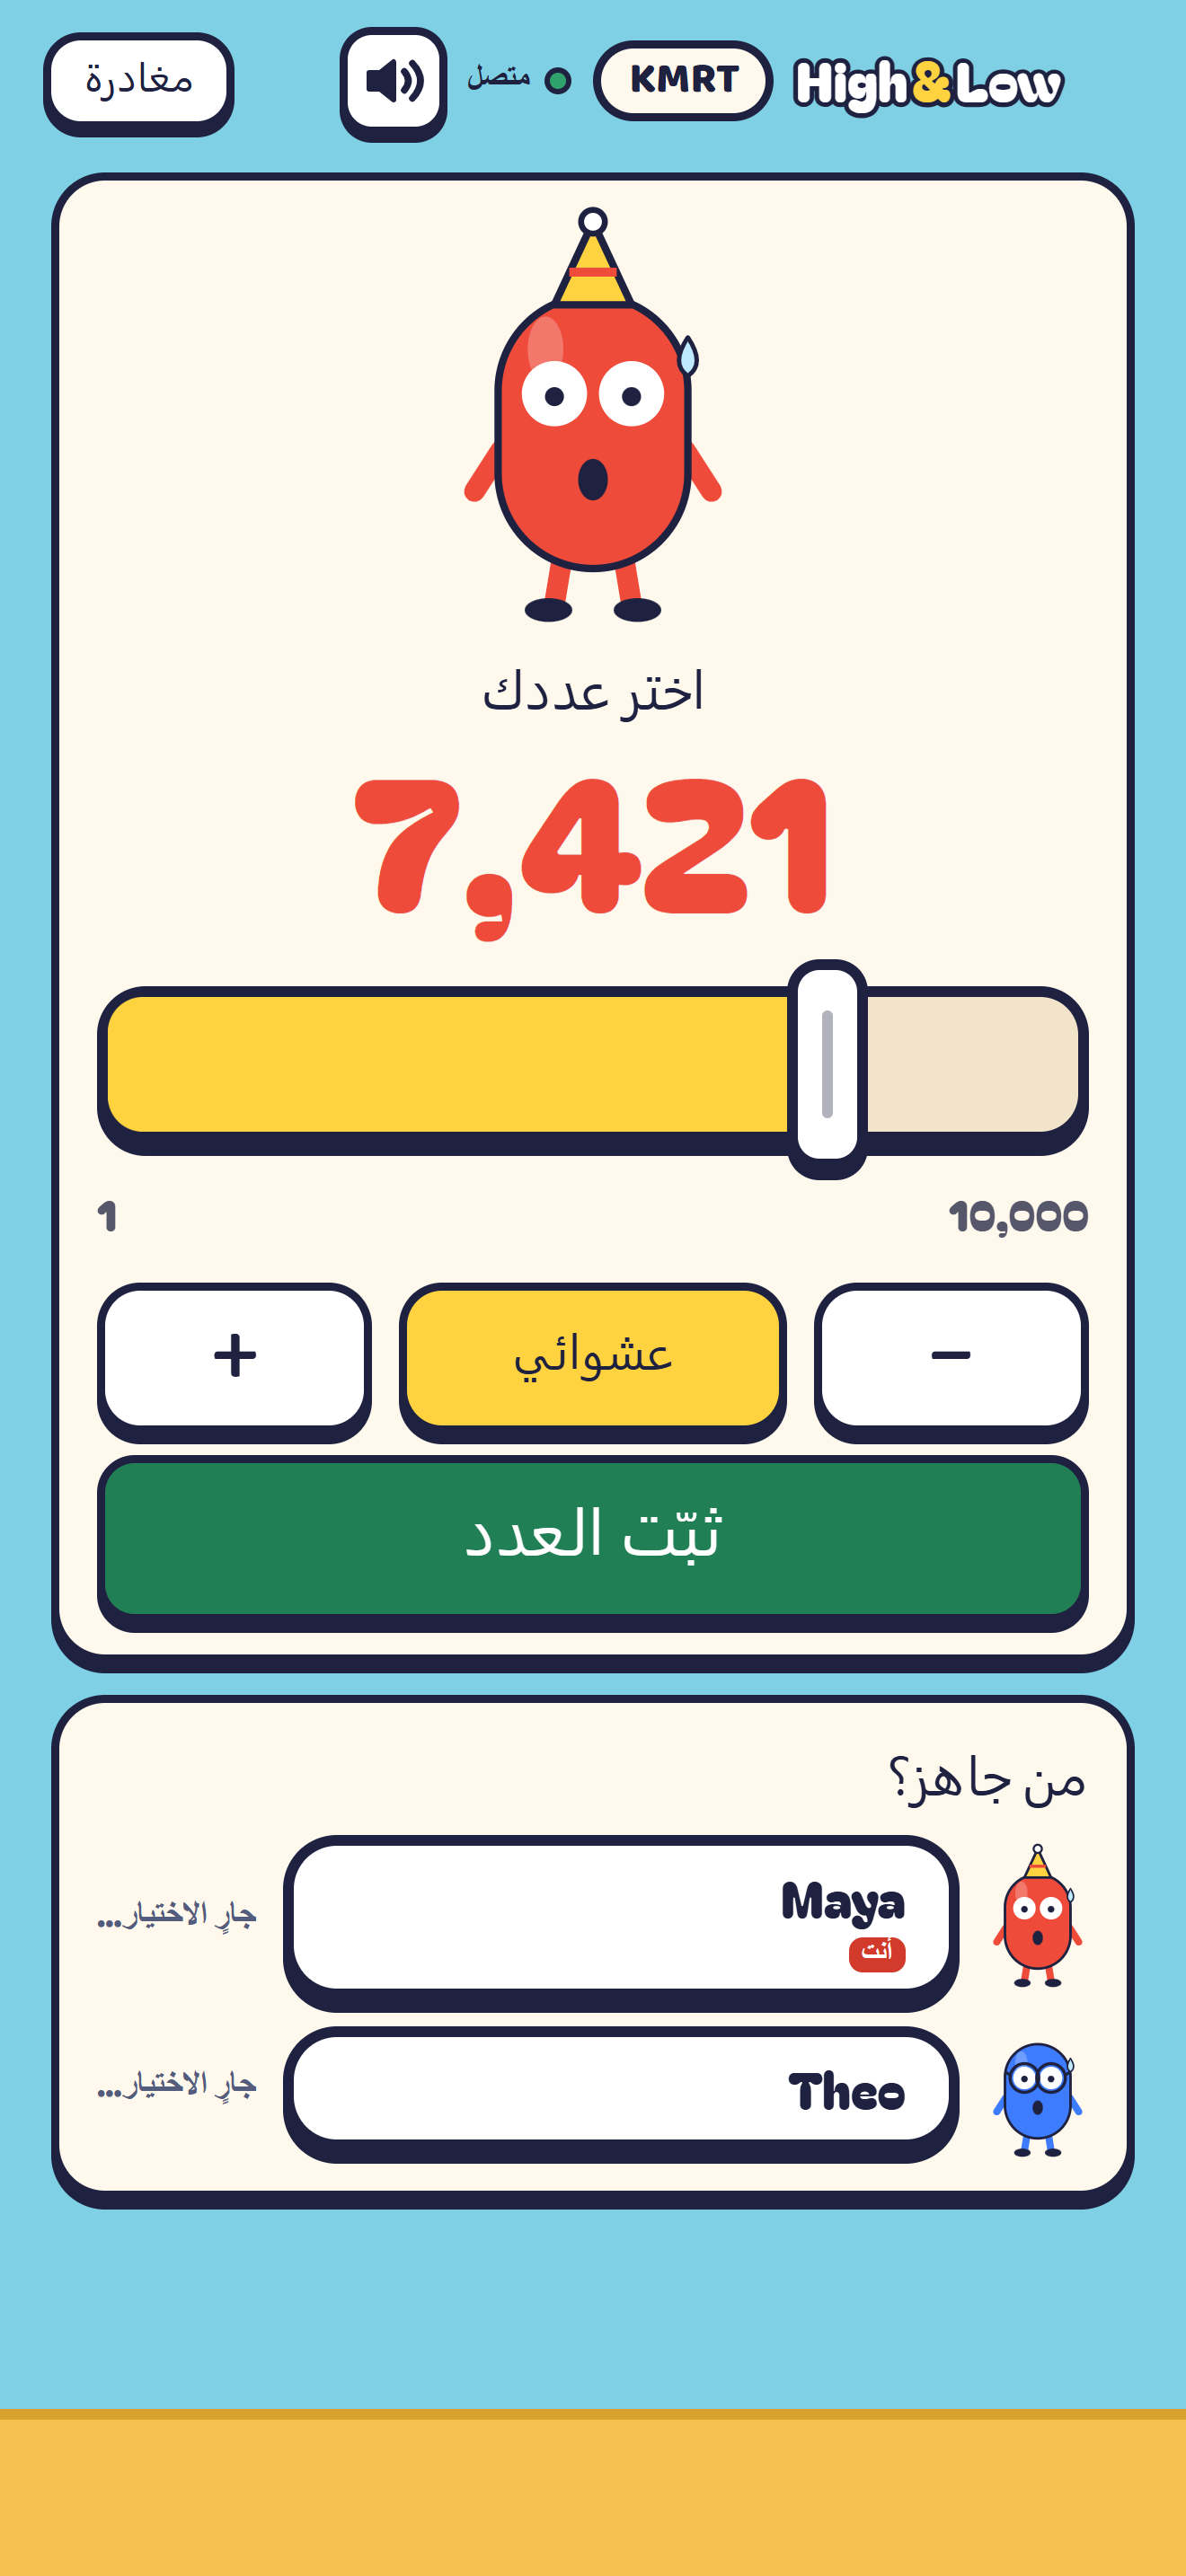 High&Low
KMRT
متصل
مغادرة
اختر عددك
7,421
1
10,000
−
عشوائي
+
ثبّت العدد
من جاهز؟
Maya
أنت
جارٍ الاختيار...
Theo
جارٍ الاختيار...